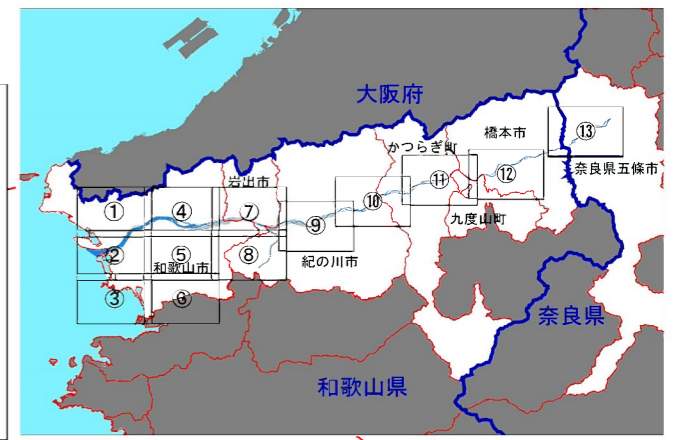 大阪府
橋本市
⑬
かつらぎ町
奈良県五條市
岩出市
⑪
⑫
⑩
①
④
⑦
⑨
九度山町
②
⑤
⑧
和歌山市
紀の川市
③
⑥
奈良県
和歌山県